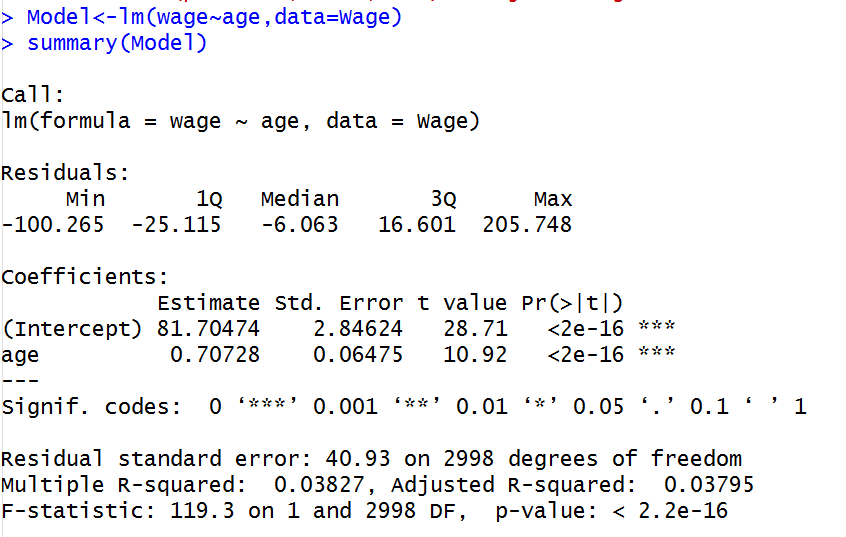 > Model<-lm(wage~age,data=Wage)
> summary(Model)
Call:
lm(formula = wage ~ age, data = Wage)
Residuals:
Min 1Q Median 3Q Max
-100.265 -25.115 -6.063 16.601 205.748
Coefficients:
Estimate Std. Error t value Pr(>|t|)
(Intercept) 81.70474 2.84624 28.71 <2e-16 ***
age 0.70728 0.06475 10.92 <2e-16 ***
---
Signif. codes: 0 ‘***’ 0.001 ‘**’ 0.01 ‘*’ 0.05 ‘.’ 0.1 ‘ ’ 1
Residual standard error: 40.93 on 2998 degrees of freedom
Multiple R-squared: 0.03827, Adjusted R-squared: 0.03795
F-statistic: 119.3 on 1 and 2998 DF, p-value: < 2.2e-16